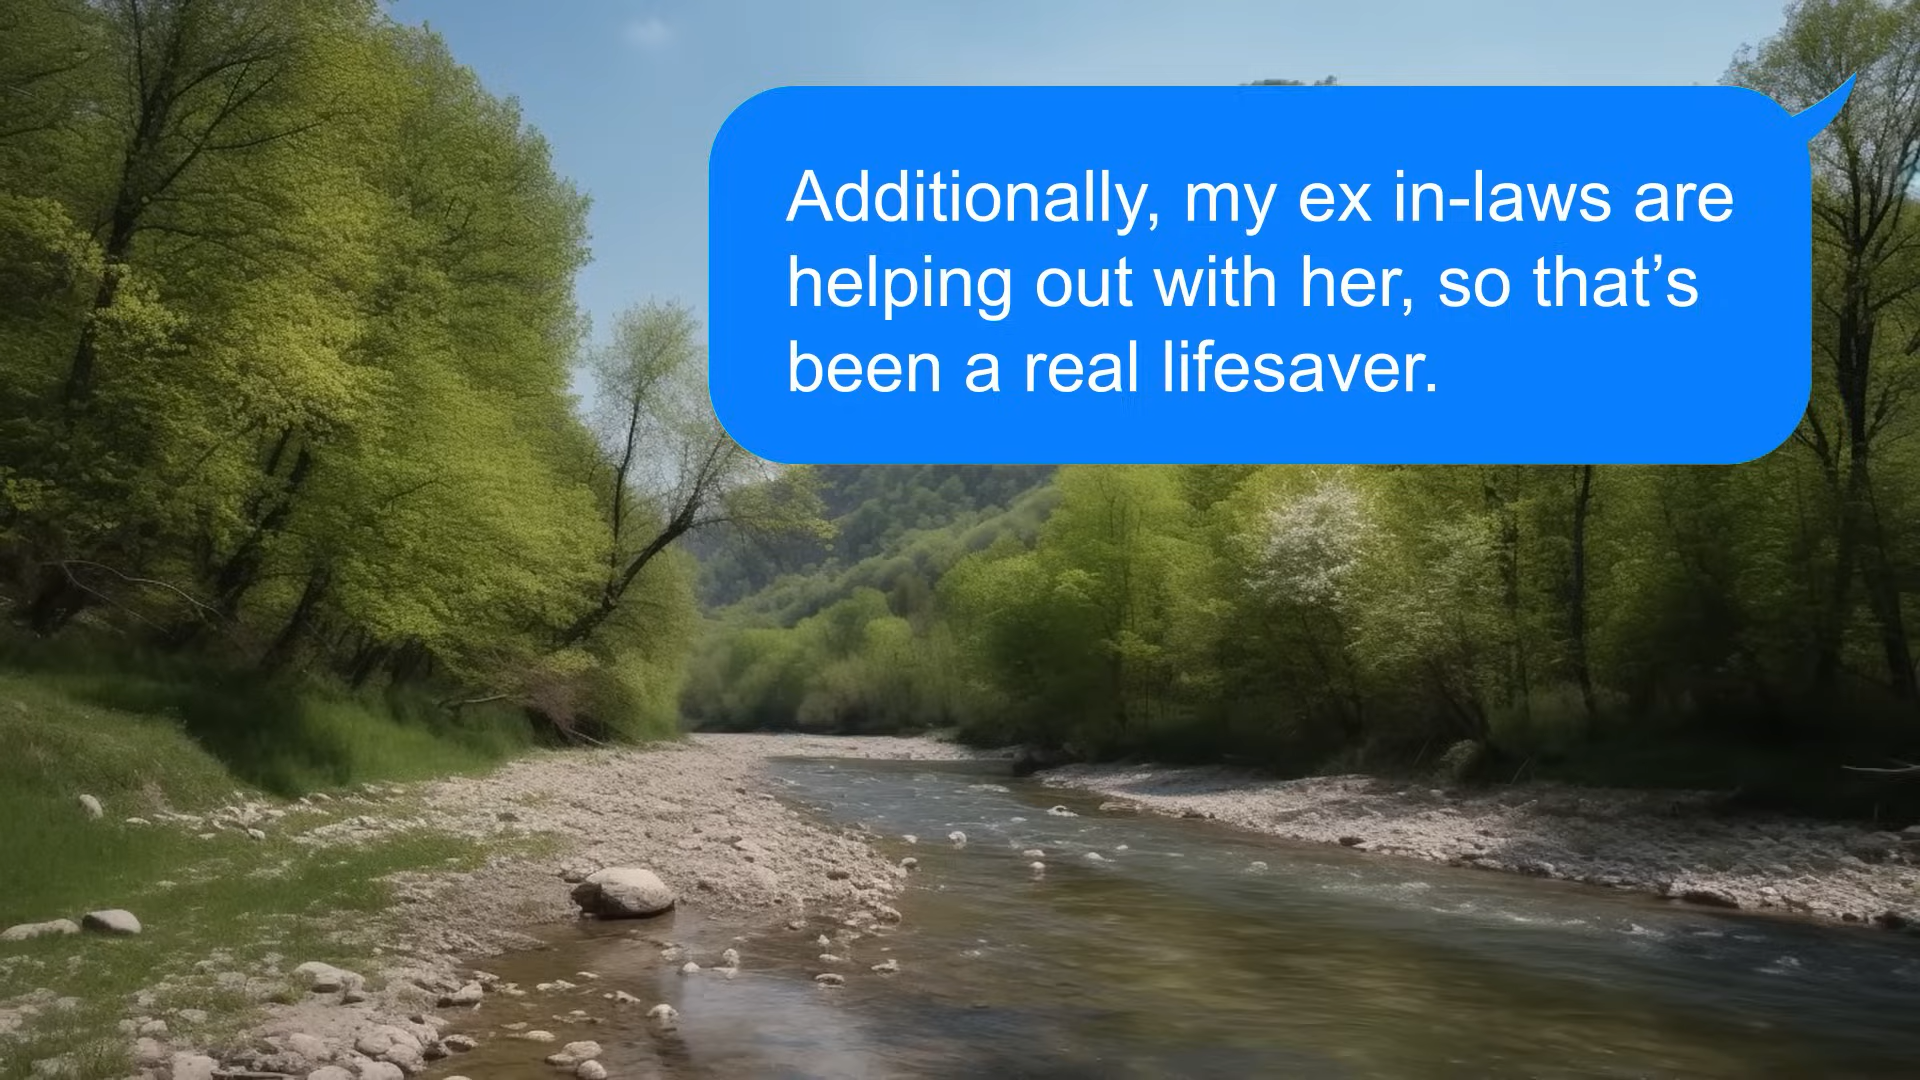 Additionally, my ex in-laws are
helping out with her, so that’s
been a real lifesaver.